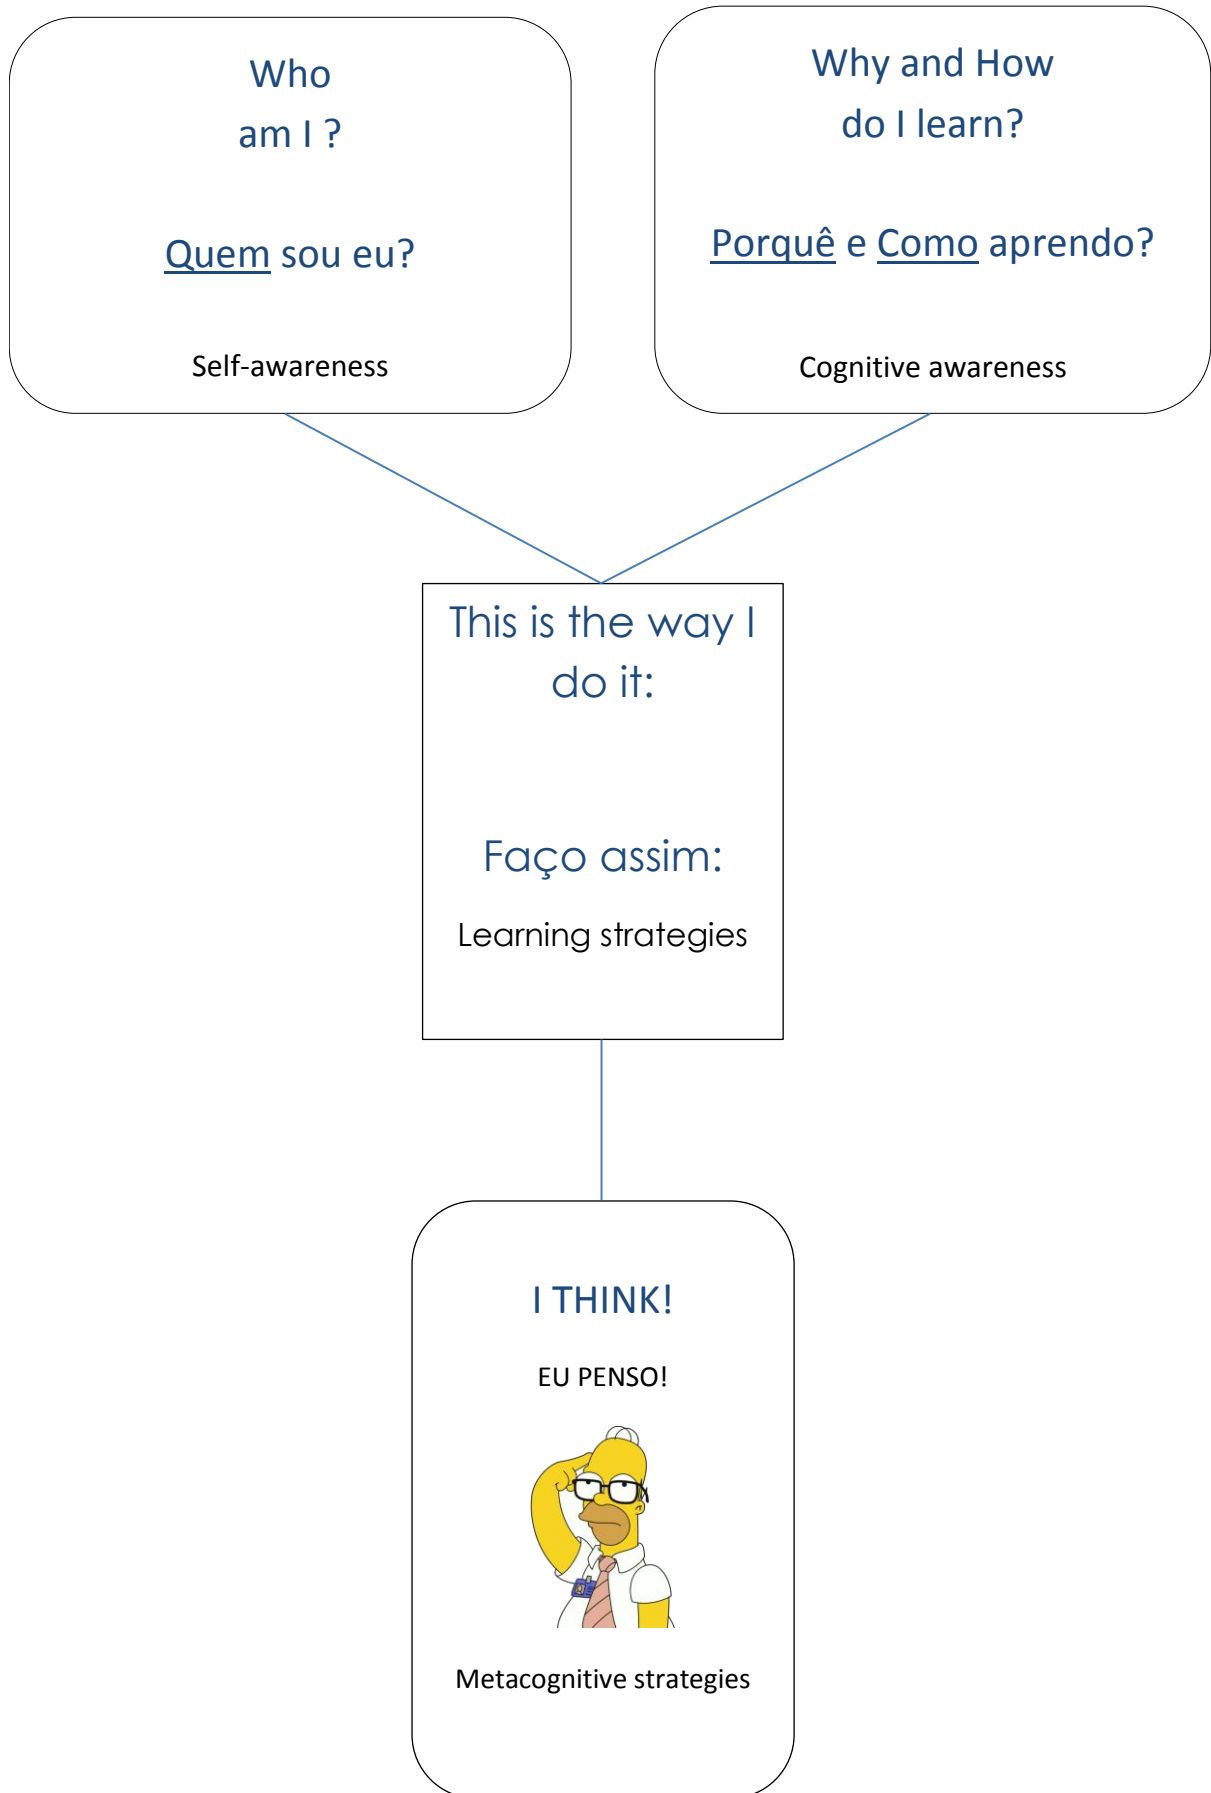 Who
am I ?
Quem sou eu?
Self-awareness
Why and How
do I learn?
Porquê e Como aprendo?
Cognitive awareness
This is the way I
do it:
Faço assim:
Learning strategies
I THINK!
EU PENSO!
Metacognitive strategies